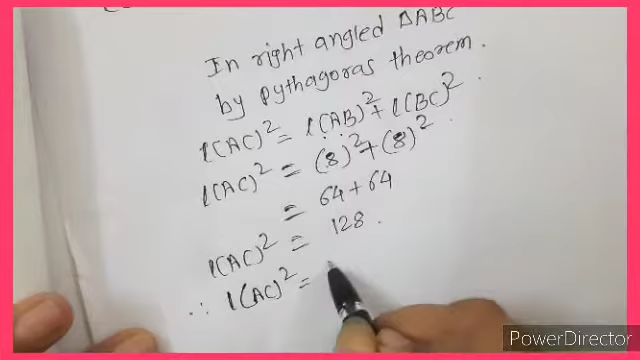 In right angled ΔABC
by pythagoras theorem.
l(AC)² = l(AB)² + l(BC)².
l(AC)² = (8)² + (8)².
= 64 + 64
l(AC)² = 128.
∴ l(AC)² =
PowerDirector